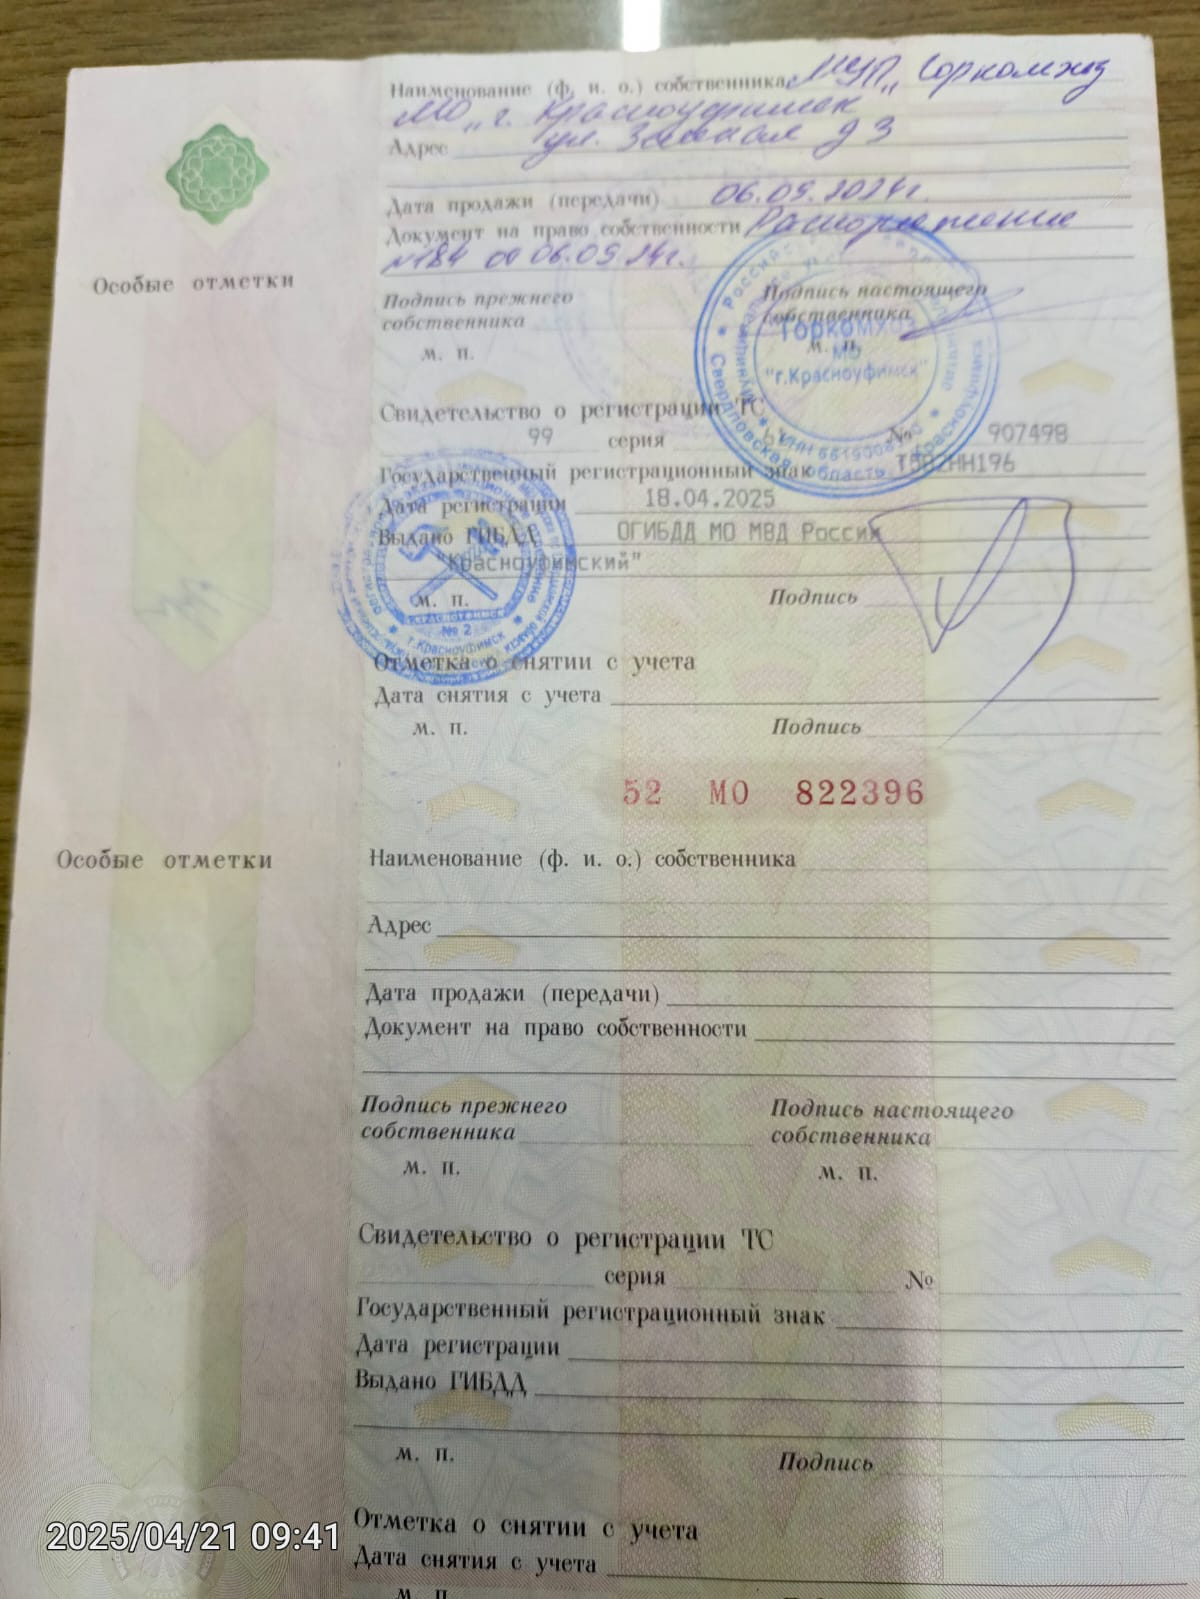 Наименование (ф. и. о.) собственника МУП „Горкомхоз
МО „г. Красноуфимск
Адрес ул. Заводская д 3
Дата продажи (передачи) 06.09.2024г.
Документ на право собственности Распоряжение
№184 от 06.09.24г.
Особые отметки
Подпись прежнего
собственника
м. п.
Подпись настоящего
собственника
м. п.
"Горкомхоз"
МО
"г.Красноуфимск"
Свердловская область
Свидетельство о регистрации ТС
99 серия № 907498
Государственный регистрационный знак Т582НН196
Дата регистрации 18.04.2025
Выдано ГИБДД ОГИБДД МО МВД России
"Красноуфимский"
м. п.
Подпись
№ 2
г.Красноуфимск
Отметка о снятии с учета
Дата снятия с учета
м. п.
Подпись
52 МО 822396
Особые отметки
Наименование (ф. и. о.) собственника
Адрес
Дата продажи (передачи)
Документ на право собственности
Подпись прежнего
собственника
м. п.
Подпись настоящего
собственника
м. п.
Свидетельство о регистрации ТС
серия №
Государственный регистрационный знак
Дата регистрации
Выдано ГИБДД
м. п.
Подпись
Отметка о снятии с учета
Дата снятия с учета
м. п.
2025/04/21 09:41